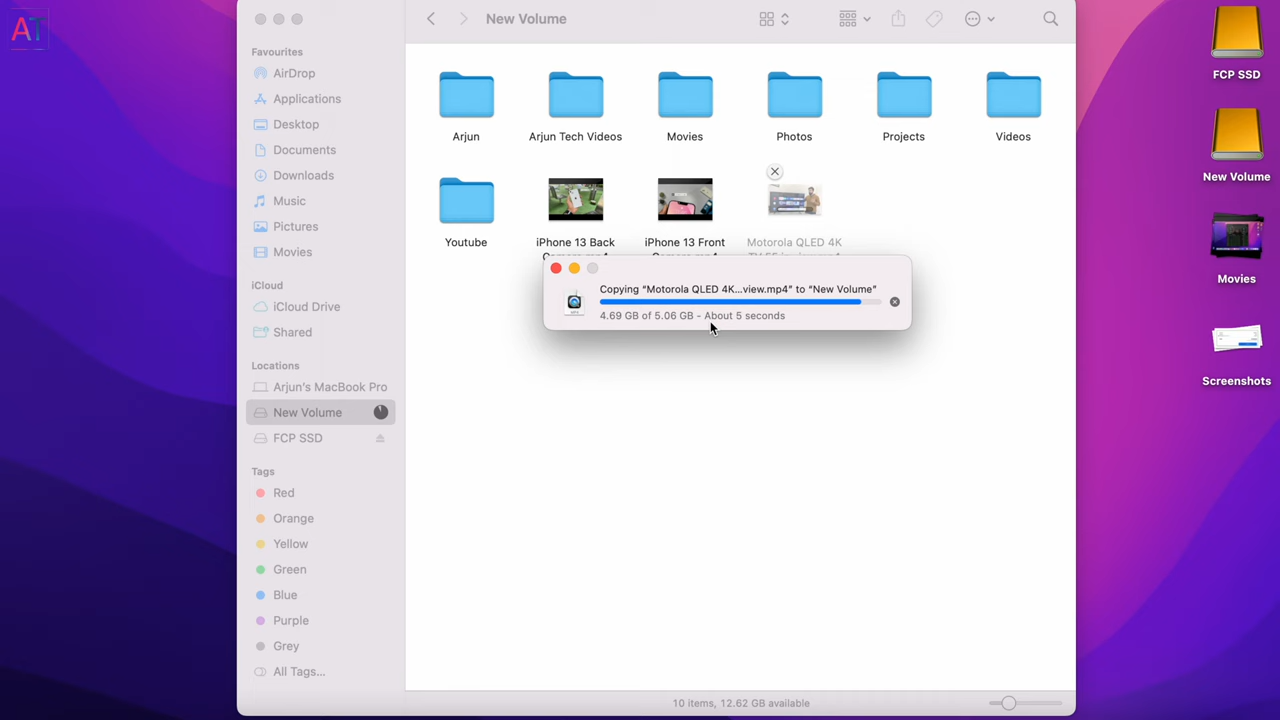 AT
New Volume
Favourites
AirDrop
Applications
Desktop
Documents
Downloads
Music
Pictures
Movies
iCloud
iCloud Drive
Shared
Locations
Arjun's MacBook Pro
New Volume
FCP SSD
Tags
Red
Orange
Yellow
Green
Blue
Purple
Grey
All Tags...
Arjun
Arjun Tech Videos
Movies
Photos
Projects
Videos
Youtube
iPhone 13 Back
iPhone 13 Front
Motorola QLED 4K
Copying “Motorola QLED 4K...view.mp4” to “New Volume”
4.69 GB of 5.06 GB - About 5 seconds
10 items, 12.62 GB available
FCP SSD
New Volume
Movies
Screenshots